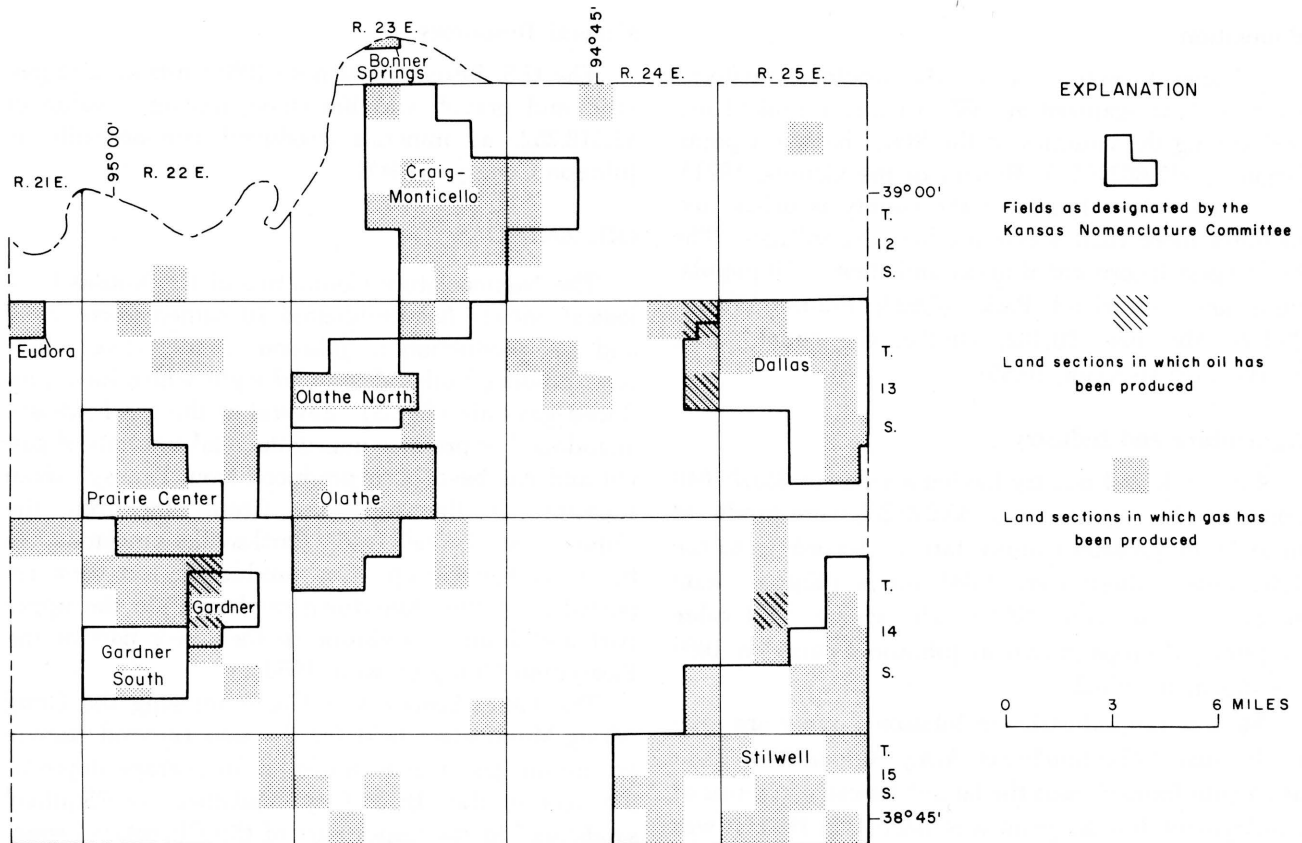 R. 23 E.
Bonner
Springs
94°45'
R. 24 E.
R. 25 E.
95°00'
R. 21 E.
R. 22 E.
Craig-
Monticello
39°00'
T.
12
S.
Eudora
Dallas
T.
13
S.
Olathe North
Prairie Center
Olathe
Gardner
T.
14
S.
Gardner
South
Stilwell
T.
15
S.
38°45'
EXPLANATION
Fields as designated by the
Kansas Nomenclature Committee
Land sections in which oil has
been produced
Land sections in which gas has
been produced
0 3 6 MILES